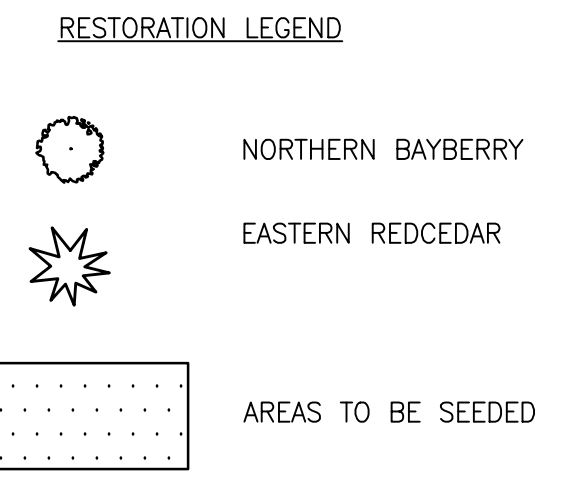 RESTORATION LEGEND
NORTHERN BAYBERRY
EASTERN REDCEDAR
AREAS TO BE SEEDED